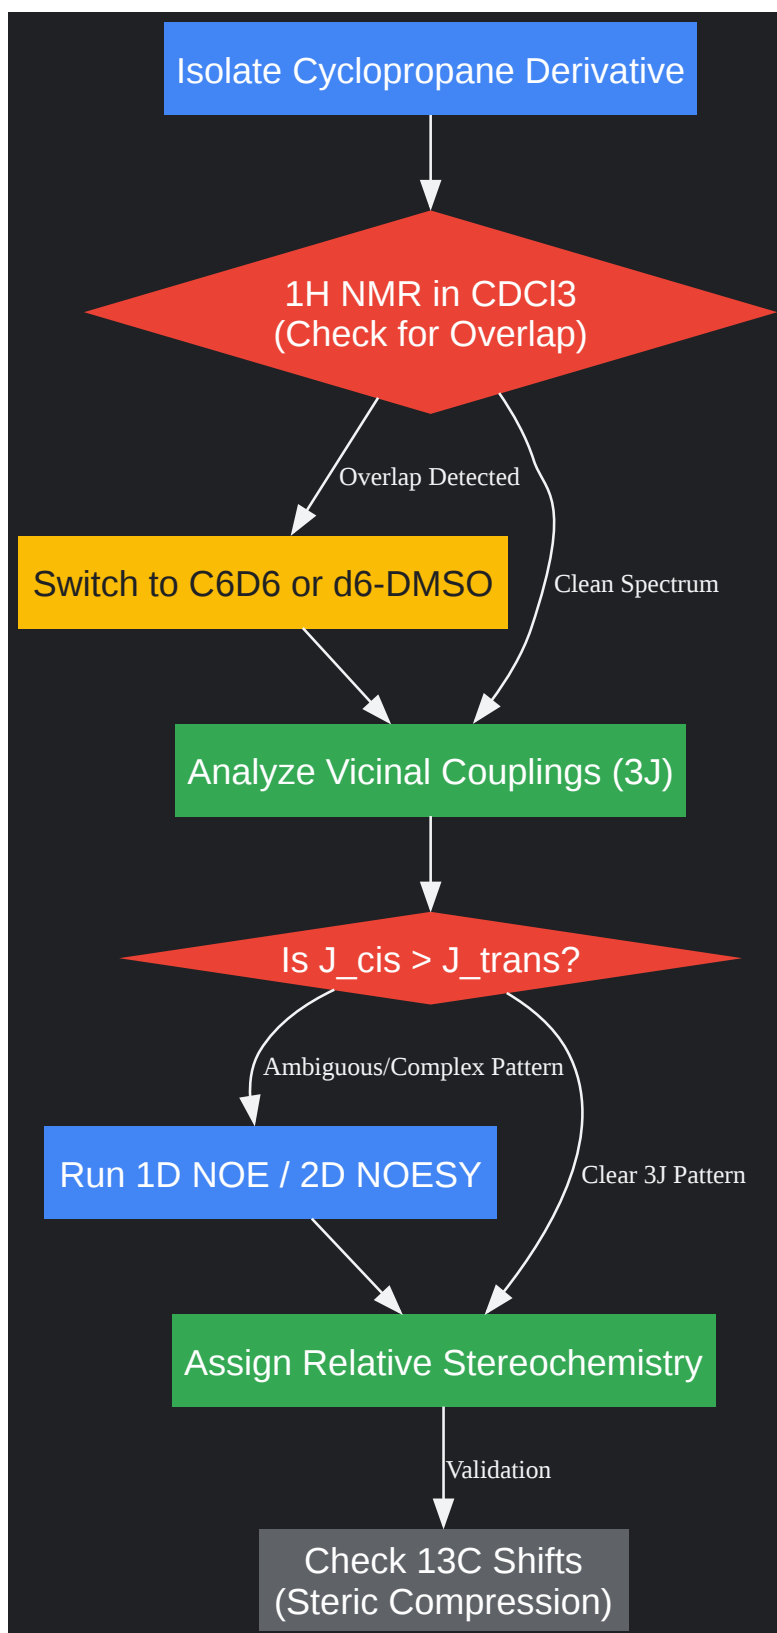 Isolate Cyclopropane Derivative
1H NMR in CDCl3
(Check for Overlap)
Overlap Detected
Switch to C6D6 or d6-DMSO
Clean Spectrum
Analyze Vicinal Couplings (3J)
Is J_cis > J_trans?
Ambiguous/Complex Pattern
Run 1D NOE / 2D NOESY
Clear 3J Pattern
Assign Relative Stereochemistry
Validation
Check 13C Shifts
(Steric Compression)